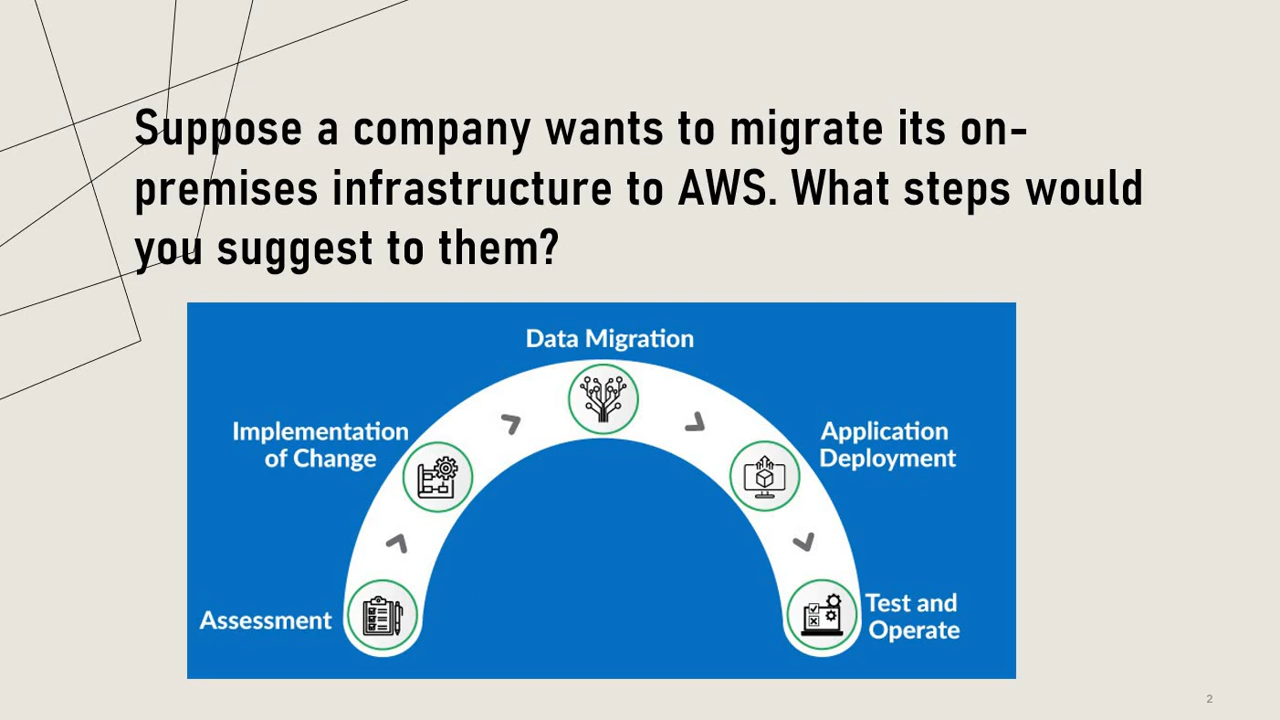 Suppose a company wants to migrate its on-
premises infrastructure to AWS. What steps would
you suggest to them?
Data Migration
Implementation
of Change
Application
Deployment
Assessment
Test and
Operate
2